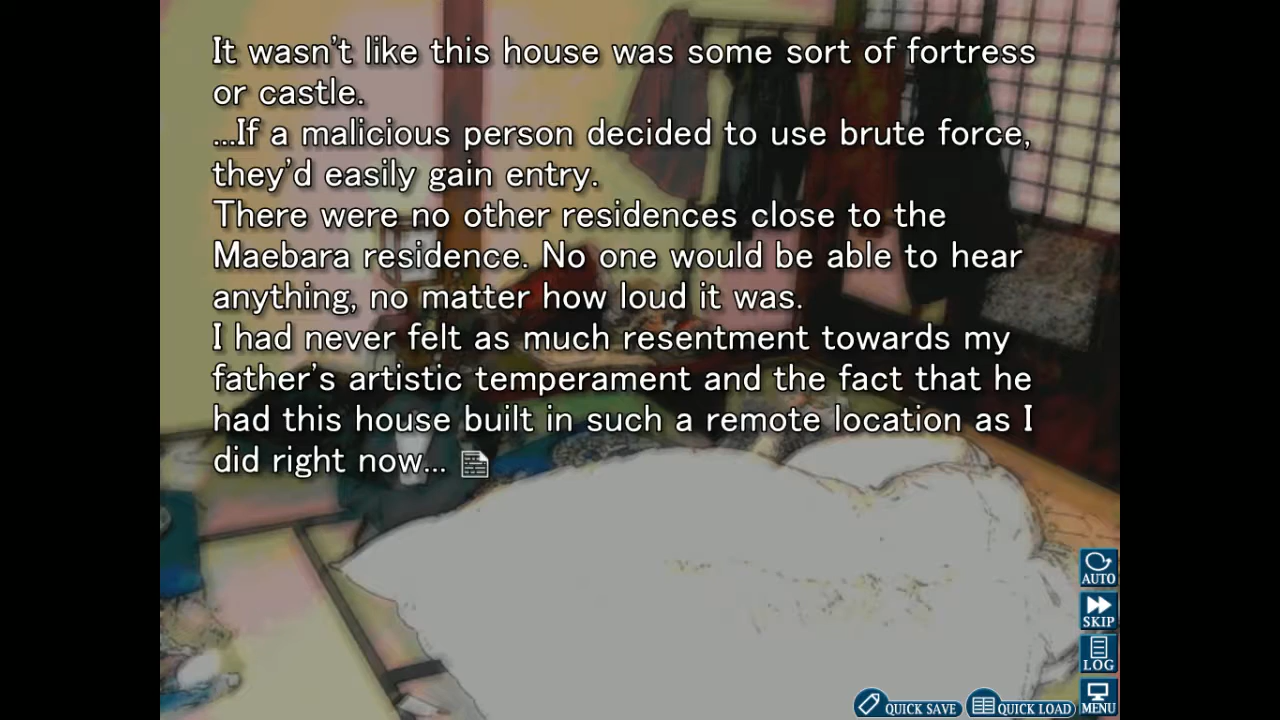 It wasn't like this house was some sort of fortress
or castle.
...If a malicious person decided to use brute force,
they'd easily gain entry.
There were no other residences close to the
Maebara residence. No one would be able to hear
anything, no matter how loud it was.
I had never felt as much resentment towards my
father's artistic temperament and the fact that he
had this house built in such a remote location as I
did right now...
AUTO
SKIP
LOG
QUICK SAVE QUICK LOAD MENU